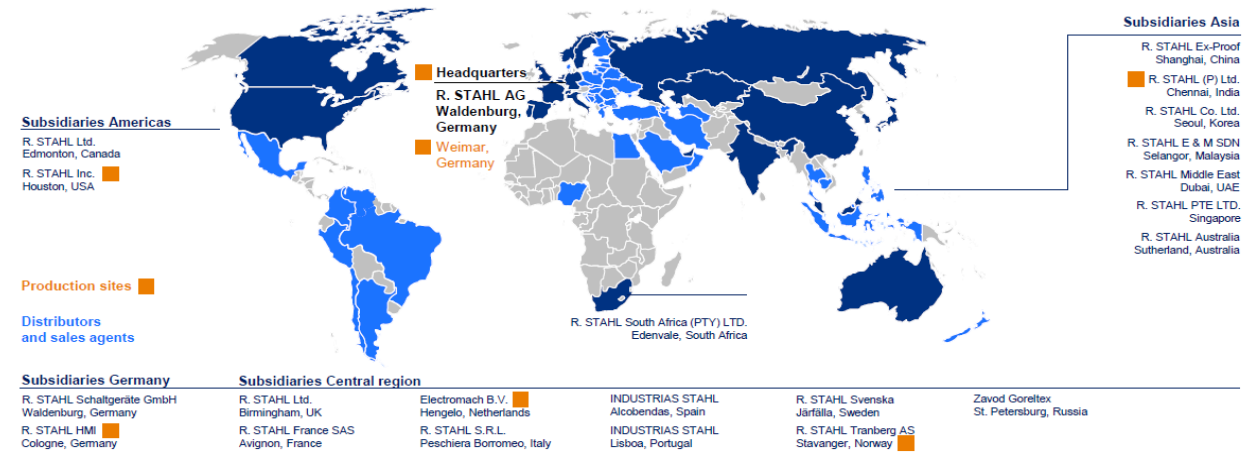 Subsidiaries Asia
R. STAHL Ex-Proof
Shanghai, China
R. STAHL (P) Ltd.
Chennai, India
R. STAHL Co. Ltd.
Seoul, Korea
R. STAHL E & M SDN
Selangor, Malaysia
R. STAHL Middle East
Dubai, UAE
R. STAHL PTE LTD.
Singapore
R. STAHL Australia
Sutherland, Australia
Headquarters
R. STAHL AG
Waldenburg,
Germany
Weimar,
Germany
Subsidiaries Americas
R. STAHL Ltd.
Edmonton, Canada
R. STAHL Inc.
Houston, USA
Production sites
Distributors
and sales agents
R. STAHL South Africa (PTY) LTD.
Edenvale, South Africa
Subsidiaries Germany
R. STAHL Schaltgeräte GmbH
Waldenburg, Germany
R. STAHL HMI
Cologne, Germany
Subsidiaries Central region
R. STAHL Ltd.
Birmingham, UK
R. STAHL France SAS
Avignon, France
Electromach B.V.
Hengelo, Netherlands
R. STAHL S.R.L.
Peschiera Borromeo, Italy
INDUSTRIAS STAHL
Alcobendas, Spain
INDUSTRIAS STAHL
Lisboa, Portugal
R. STAHL Svenska
Järfälla, Sweden
R. STAHL Tranberg AS
Stavanger, Norway
Zavod Goreltex
St. Petersburg, Russia